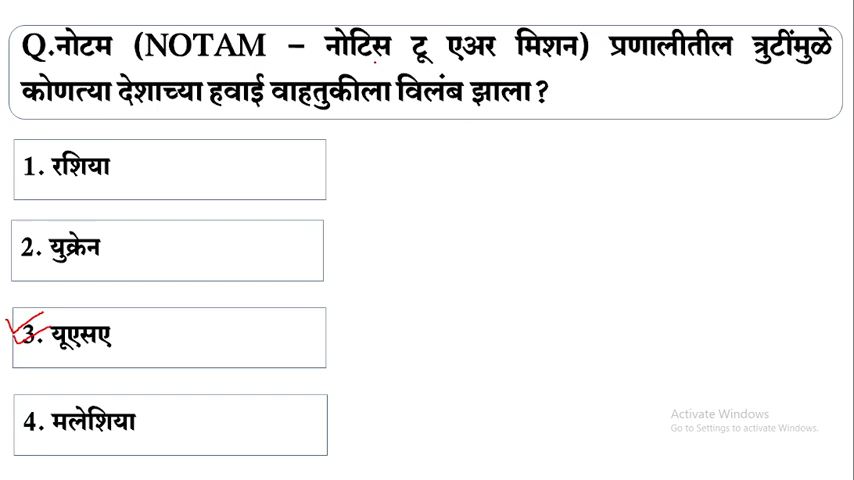 Q.नोटम (NOTAM – नोटिस टू एअर मिशन) प्रणालीतील त्रुटींमुळे
कोणत्या देशाच्या हवाई वाहतुकीला विलंब झाला?
1. रशिया
2. युक्रेन
3. यूएसए
4. मलेशिया
Activate Windows
Go to Settings to activate Windows.